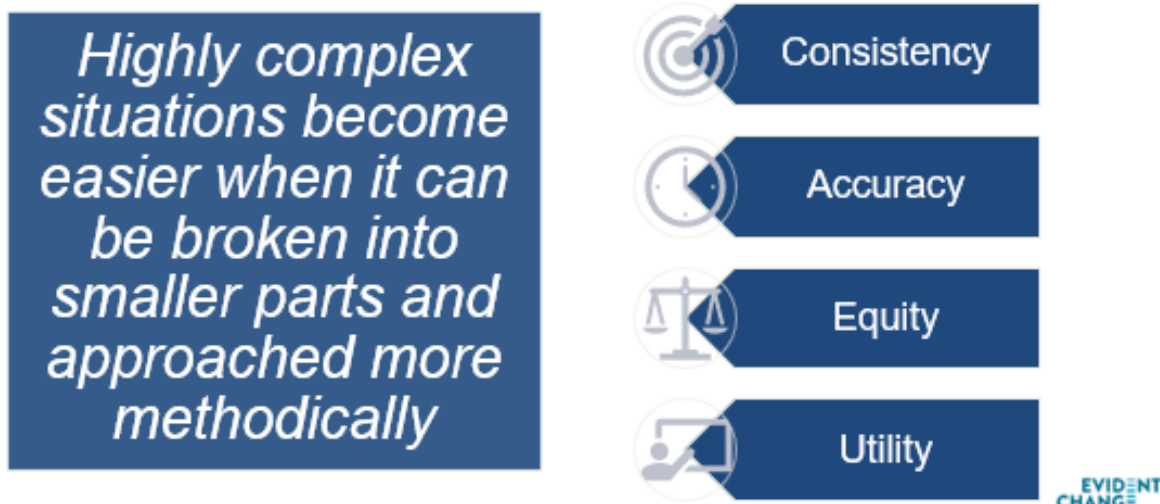 Highly complex
situations become
easier when it can
be broken into
smaller parts and
approached more
methodically
Consistency
Accuracy
Equity
Utility
EVIDENT
CHANGE